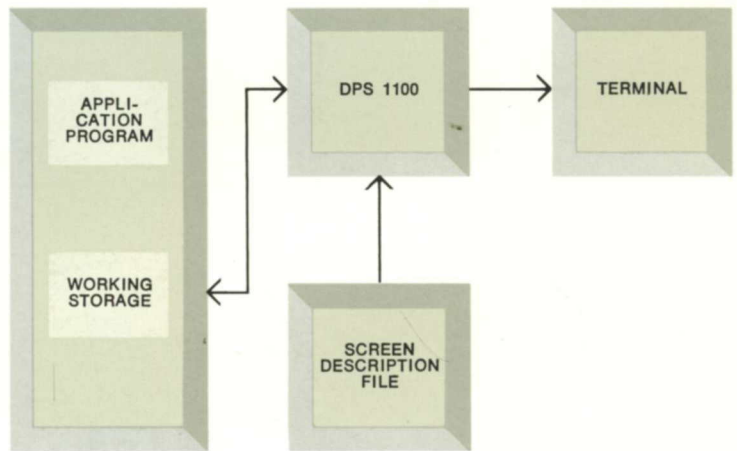 APPLI-
CATION
PROGRAM
WORKING
STORAGE
DPS 1100
SCREEN
DESCRIPTION
FILE
TERMINAL